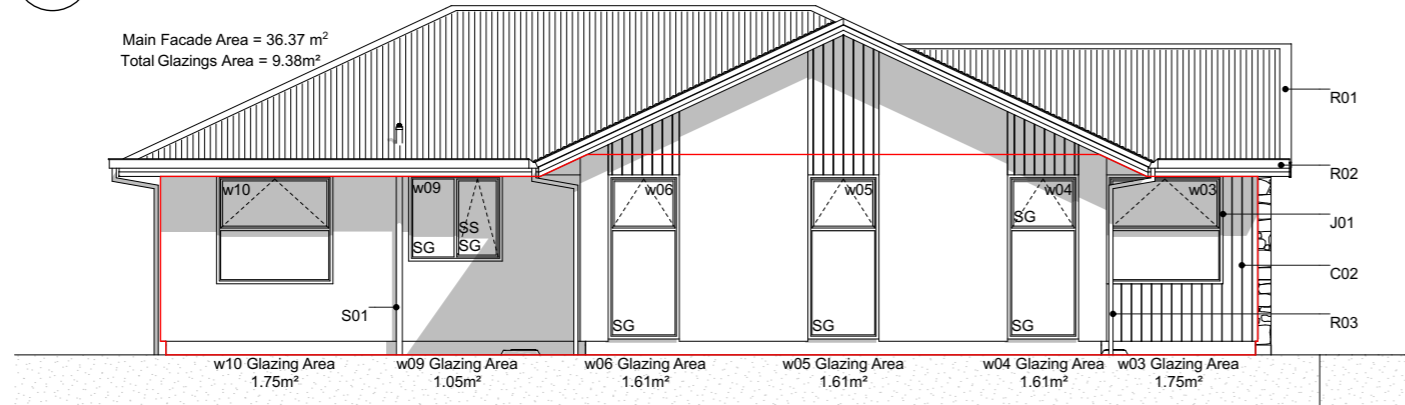 Main Facade Area = 36.37 m²
Total Glazings Area = 9.38m²
R01
R02
w10
w09
w06
w05
w04
w03
SG
J01
SS
SG
SG
C02
S01
SG
SG
SG
R03
w10 Glazing Area
1.75m²
w09 Glazing Area
1.05m²
w06 Glazing Area
1.61m²
w05 Glazing Area
1.61m²
w04 Glazing Area
1.61m²
w03 Glazing Area
1.75m²